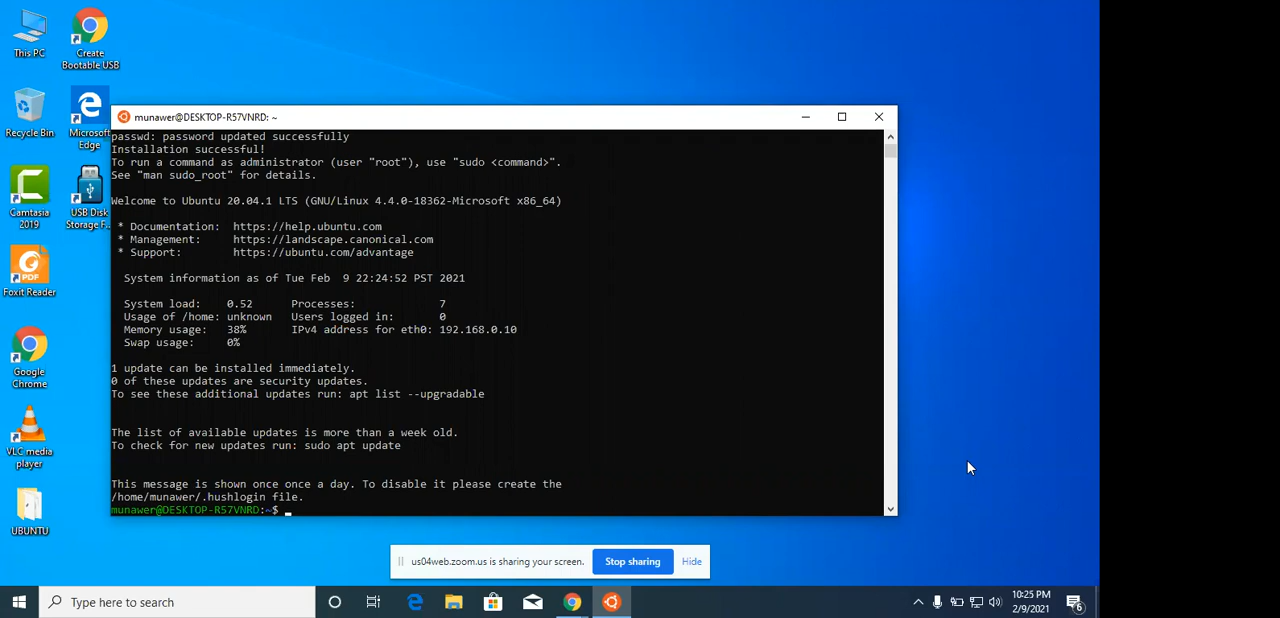 This PC
Create
Bootable USB
Recycle Bin
Microsoft
Edge
Camtasia
2019
USB Disk
Storage F...
Foxit Reader
Google
Chrome
VLC media
player
UBUNTU
munawer@DESKTOP-R57VNRD: ~
passwd: password updated successfully
Installation successful!
To run a command as administrator (user "root"), use "sudo <command>".
See "man sudo_root" for details.
Welcome to Ubuntu 20.04.1 LTS (GNU/Linux 4.4.0-18362-Microsoft x86_64)
* Documentation: https://help.ubuntu.com
* Management: https://landscape.canonical.com
* Support: https://ubuntu.com/advantage
System information as of Tue Feb 9 22:24:52 PST 2021
System load: 0.52 Processes: 7
Usage of /home: unknown Users logged in: 0
Memory usage: 38% IPv4 address for eth0: 192.168.0.10
Swap usage: 0%
1 update can be installed immediately.
0 of these updates are security updates.
To see these additional updates run: apt list --upgradable
The list of available updates is more than a week old.
To check for new updates run: sudo apt update
This message is shown once once a day. To disable it please create the
/home/munawer/.hushlogin file.
munawer@DESKTOP-R57VNRD:~$
us04web.zoom.us is sharing your screen. Stop sharing Hide
Type here to search
10:25 PM
2/9/2021
6